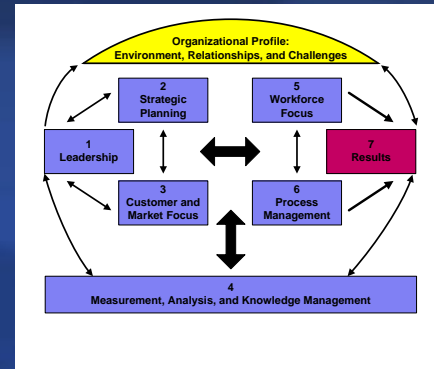 Organizational Profile:
Environment, Relationships, and Challenges
2
Strategic
Planning
5
Workforce
Focus
1
Leadership
7
Results
3
Customer and
Market Focus
6
Process
Management
4
Measurement, Analysis, and Knowledge Management